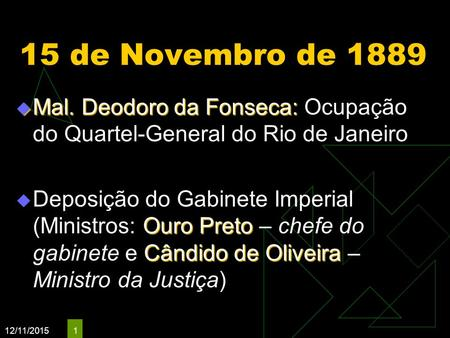 15 de Novembro de 1889
Mal. Deodoro da Fonseca: Ocupação
do Quartel-General do Rio de Janeiro
Deposição do Gabinete Imperial
(Ministros: Ouro Preto – chefe do
gabinete e Cândido de Oliveira –
Ministro da Justiça)
12/11/2015 1